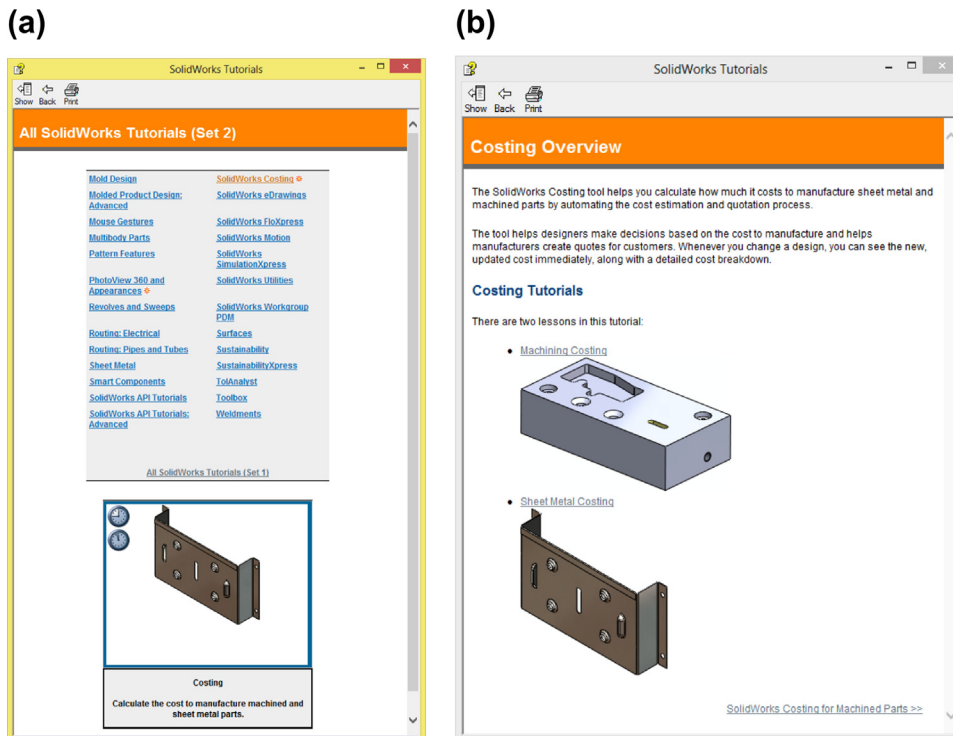 (a)
SolidWorks Tutorials
Show Back Print
All SolidWorks Tutorials (Set 2)
Mold Design
Molded Product Design:
Advanced
Mouse Gestures
Multibody Parts
Pattern Features
PhotoView 360 and
Appearances
Revolves and Sweeps
Routing: Electrical
Routing: Pipes and Tubes
Sheet Metal
Smart Components
SolidWorks API Tutorials
SolidWorks API Tutorials:
Advanced
SolidWorks Costing
SolidWorks eDrawings
SolidWorks FloXpress
SolidWorks Motion
SolidWorks
SimulationXpress
SolidWorks Utilities
SolidWorks Workgroup
PDM
Surfaces
Sustainability
SustainabilityXpress
TolAnalyst
Toolbox
Weldments
All SolidWorks Tutorials (Set 1)
Costing
Calculate the cost to manufacture machined and
sheet metal parts.
(b)
SolidWorks Tutorials
Show Back Print
Costing Overview
The SolidWorks Costing tool helps you calculate how much it costs to manufacture sheet metal and
machined parts by automating the cost estimation and quotation process.
The tool helps designers make decisions based on the cost to manufacture and helps
manufacturers create quotes for customers. Whenever you change a design, you can see the new,
updated cost immediately, along with a detailed cost breakdown.
Costing Tutorials
There are two lessons in this tutorial:
• Machining Costing
• Sheet Metal Costing
SolidWorks Costing for Machined Parts >>